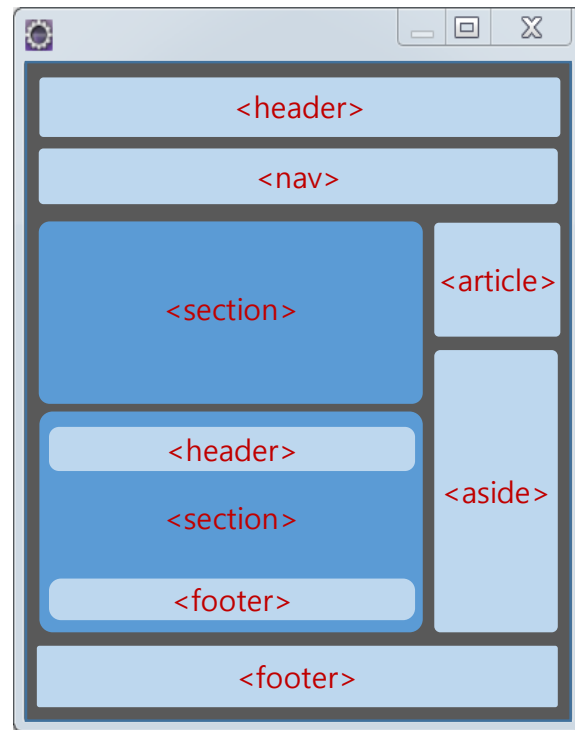 <header>
<nav>
<section>
<article>
<header>
<section>
<aside>
<footer>
<footer>